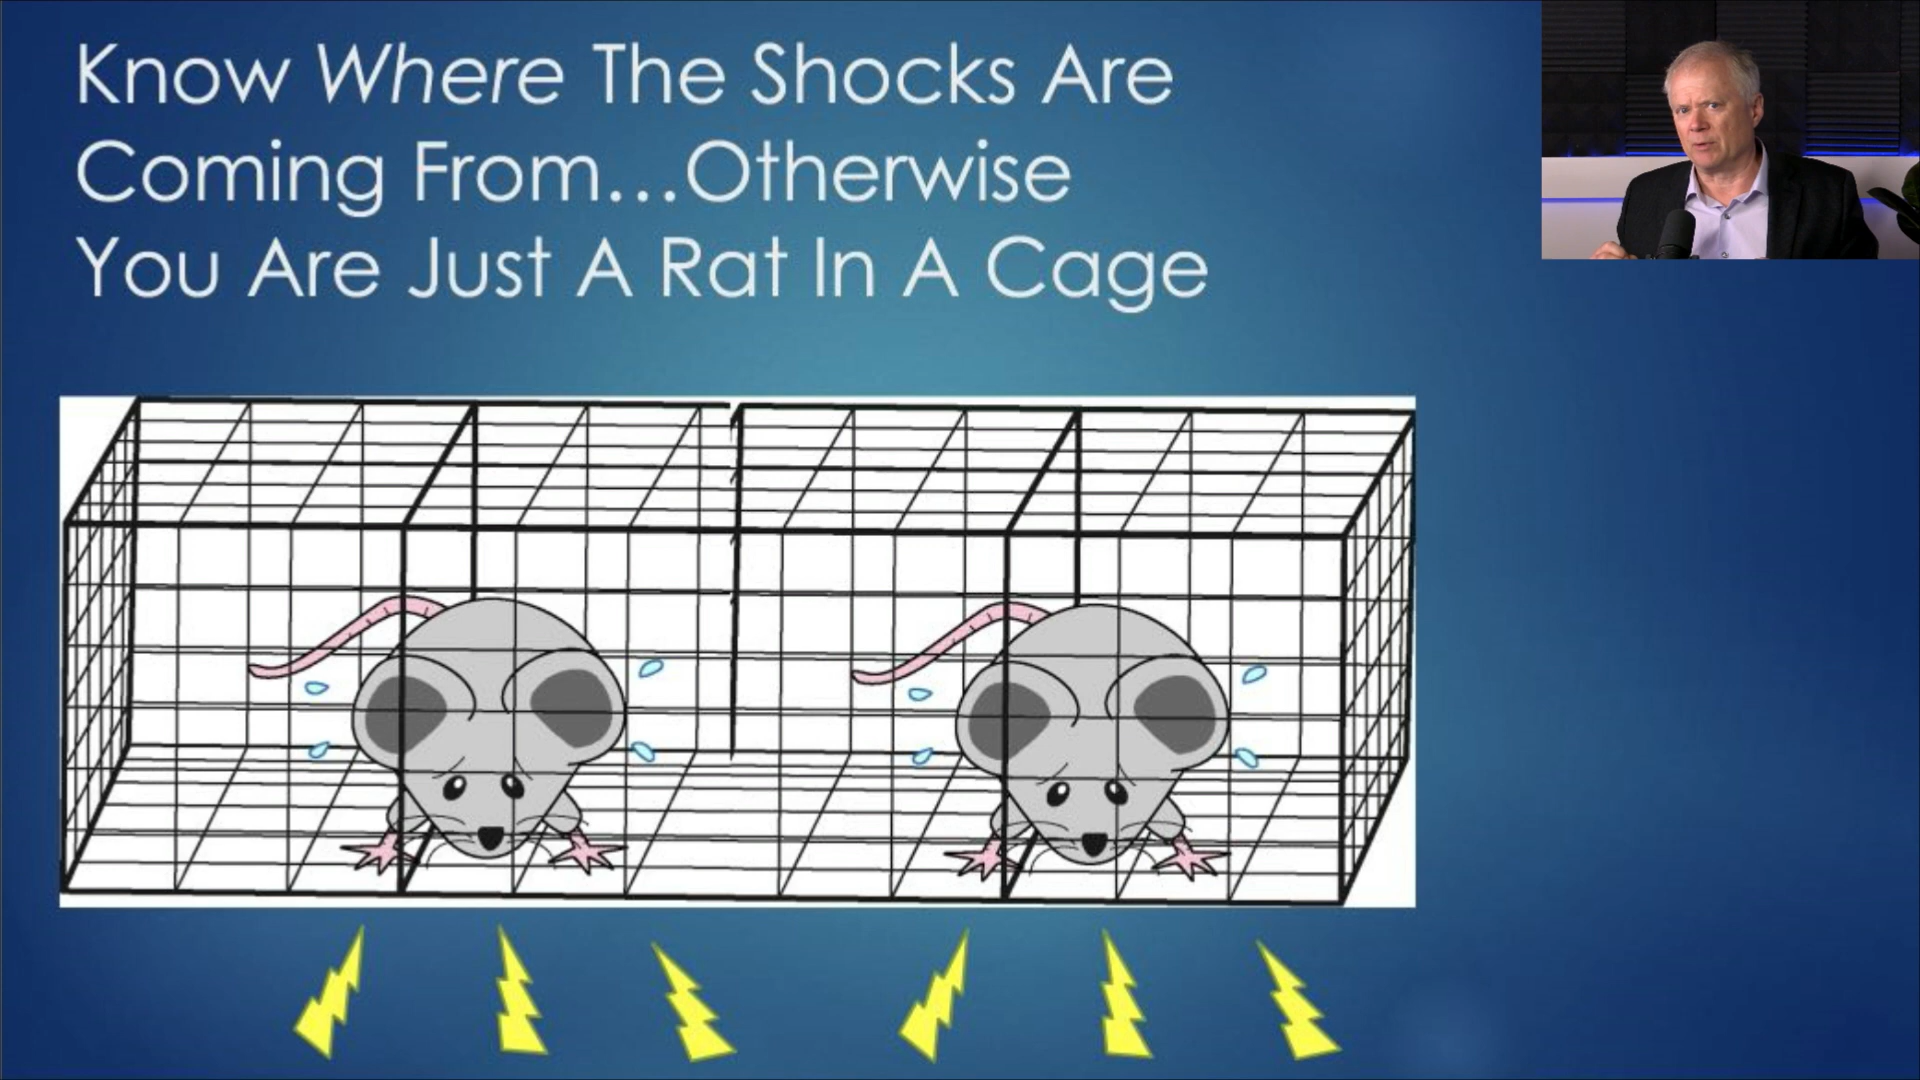 Know Where The Shocks Are
Coming From...Otherwise
You Are Just A Rat In A Cage